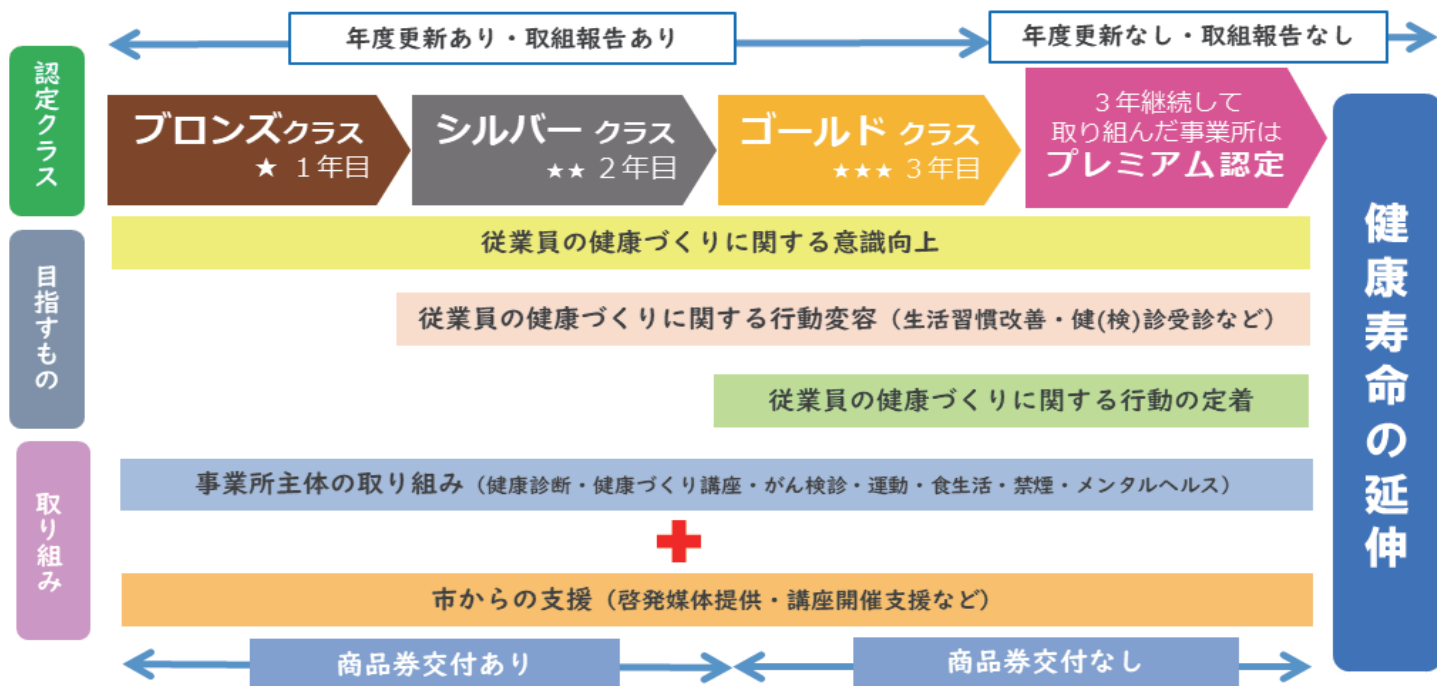 年度更新あり・取組報告あり
年度更新なし・取組報告なし
認定クラス
ブロンズクラス
★ 1年目
シルバー クラス
★★ 2年目
ゴールド クラス
★★★ 3年目
3年継続して
取り組んだ事業所は
プレミアム認定
目指すもの
従業員の健康づくりに関する意識向上
従業員の健康づくりに関する行動変容（生活習慣改善・健(検)診受診など）
従業員の健康づくりに関する行動の定着
取り組み
事業所主体の取り組み（健康診断・健康づくり講座・がん検診・運動・食生活・禁煙・メンタルヘルス）
市からの支援（啓発媒体提供・講座開催支援など）
商品券交付あり
商品券交付なし
健康寿命の延伸